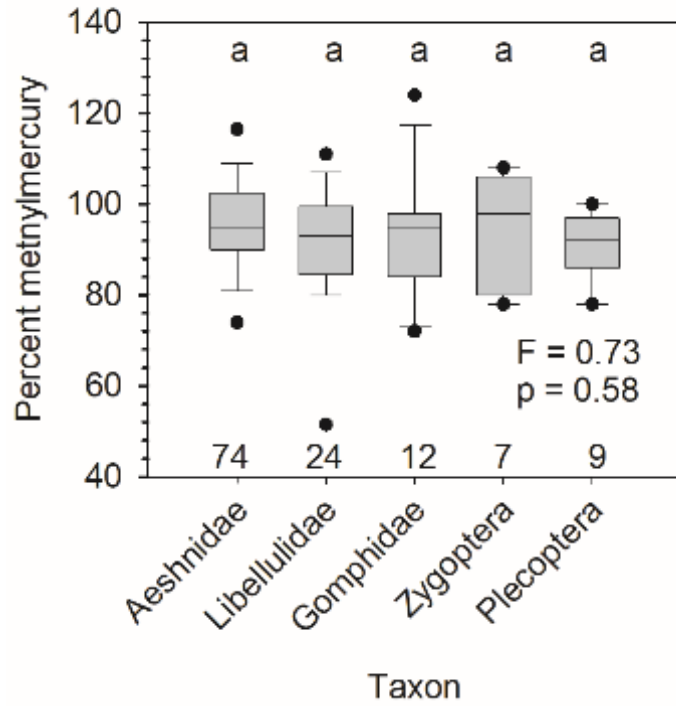 140
120
100
80
60
40
Percent metnylmercury
a a a a a
F = 0.73
p = 0.58
74 24 12 7 9
Aeshnidae
Libellulidae
Gomphidae
Zygoptera
Plecoptera
Taxon